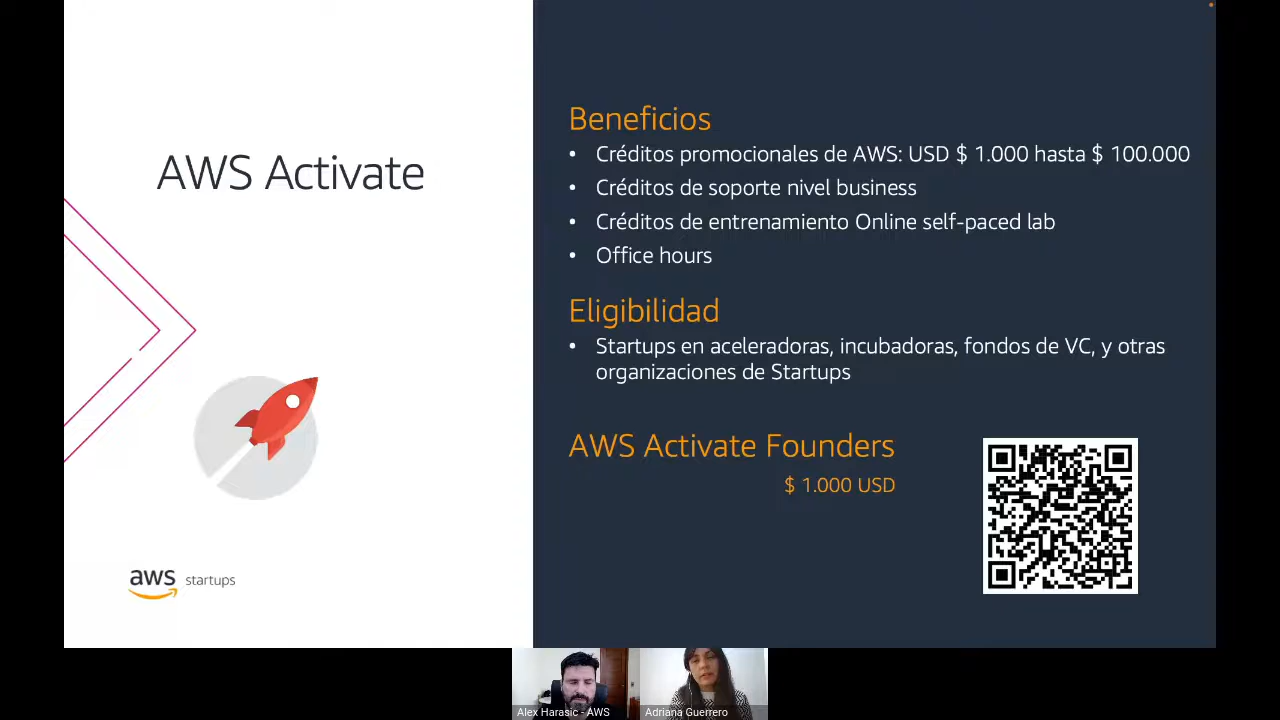 AWS Activate
aws startups
Beneficios
• Créditos promocionales de AWS: USD $ 1.000 hasta $ 100.000
• Créditos de soporte nivel business
• Créditos de entrenamiento Online self-paced lab
• Office hours
Eligibilidad
• Startups en aceleradoras, incubadoras, fondos de VC, y otras
organizaciones de Startups
AWS Activate Founders
$ 1.000 USD
Alex Harasic - AWS
Adriana Guerrero